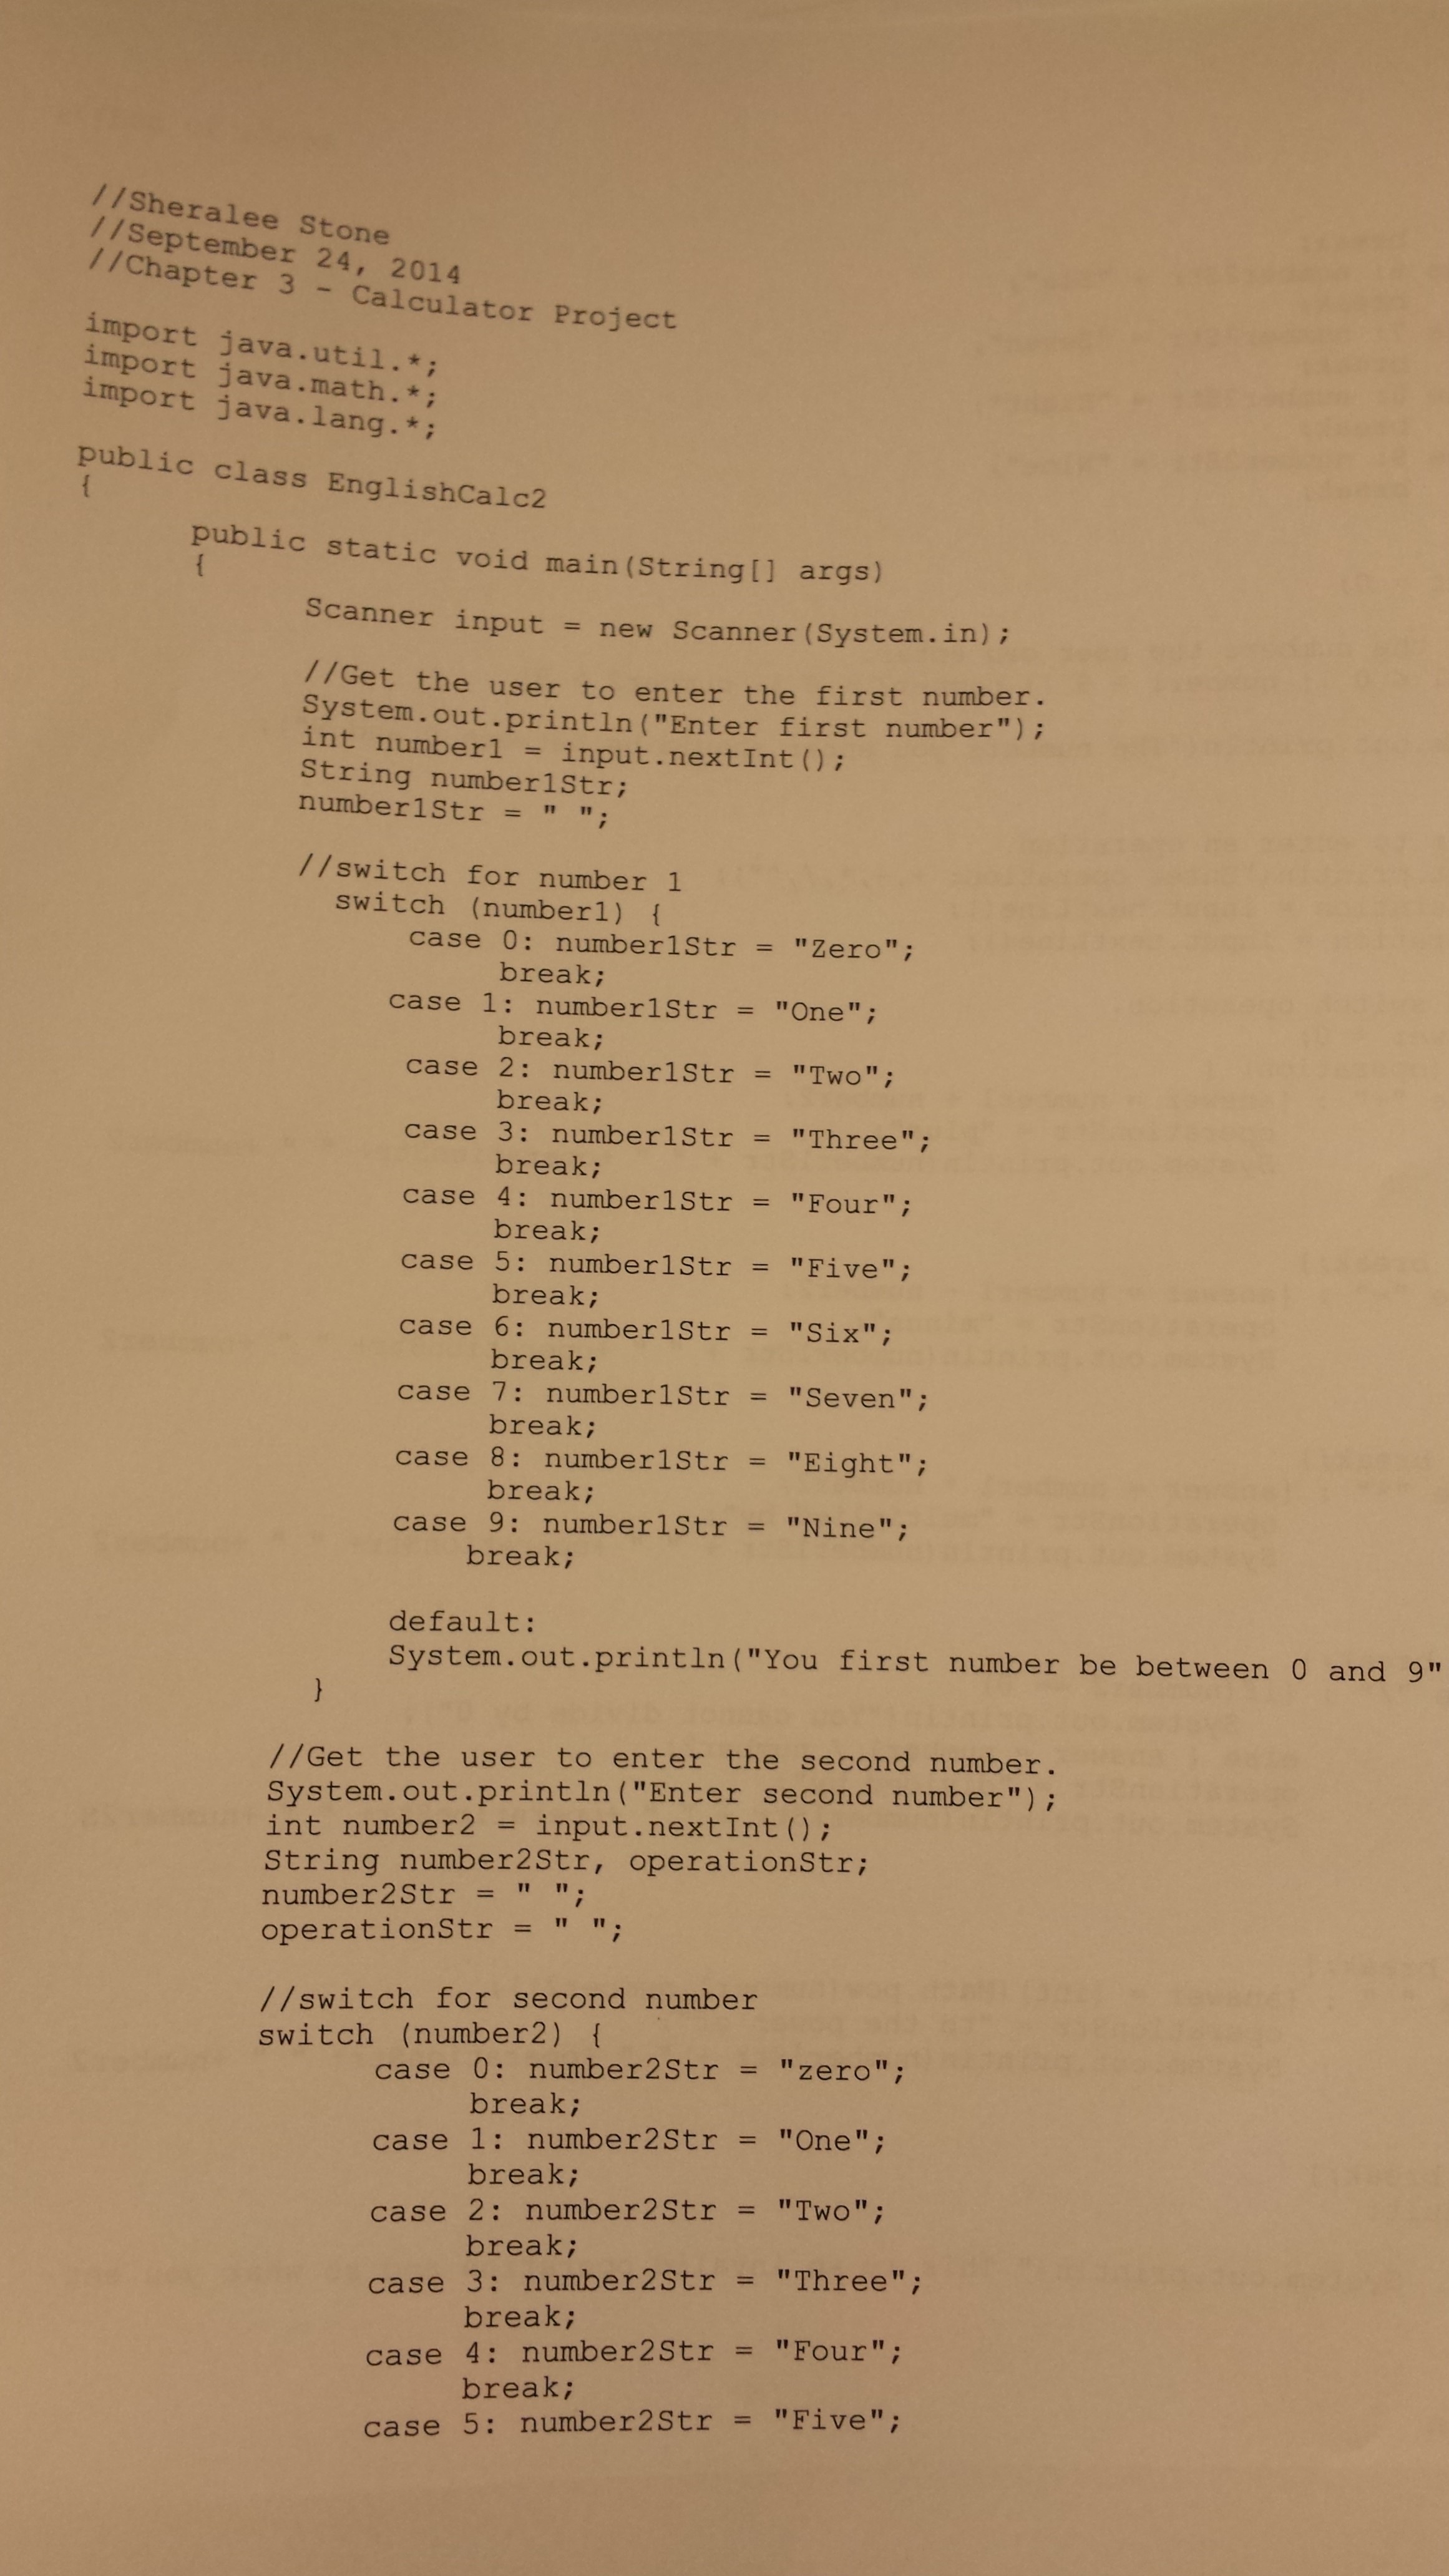 //Sheralee Stone
//September 24, 2014
//Chapter 3 - Calculator Project
import java.util.*;
import java.math.*;
import java.lang.*;
public class EnglishCalc2
{
public static void main(String[] args)
{
Scanner input = new Scanner(System.in);
//Get the user to enter the first number.
System.out.println("Enter first number");
int number1 = input.nextInt();
String number1Str;
number1Str = " ";
//switch for number 1
switch (number1) {
case 0: number1Str = "Zero";
break;
case 1: number1Str = "One";
break;
case 2: number1Str = "Two";
break;
case 3: number1Str = "Three";
break;
case 4: number1Str = "Four";
break;
case 5: number1Str = "Five";
break;
case 6: number1Str = "Six";
break;
case 7: number1Str = "Seven";
break;
case 8: number1Str = "Eight";
break;
case 9: number1Str = "Nine";
break;
default:
System.out.println("You first number be between 0 and 9"
}
//Get the user to enter the second number.
System.out.println("Enter second number");
int number2 = input.nextInt();
String number2Str, operationStr;
number2Str = " ";
operationStr = " ";
//switch for second number
switch (number2) {
case 0: number2Str = "zero";
break;
case 1: number2Str = "One";
break;
case 2: number2Str = "Two";
break;
case 3: number2Str = "Three";
break;
case 4: number2Str = "Four";
break;
case 5: number2Str = "Five";